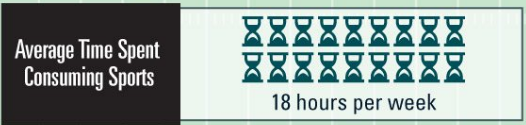 Average Time Spent
Consuming Sports
18 hours per week